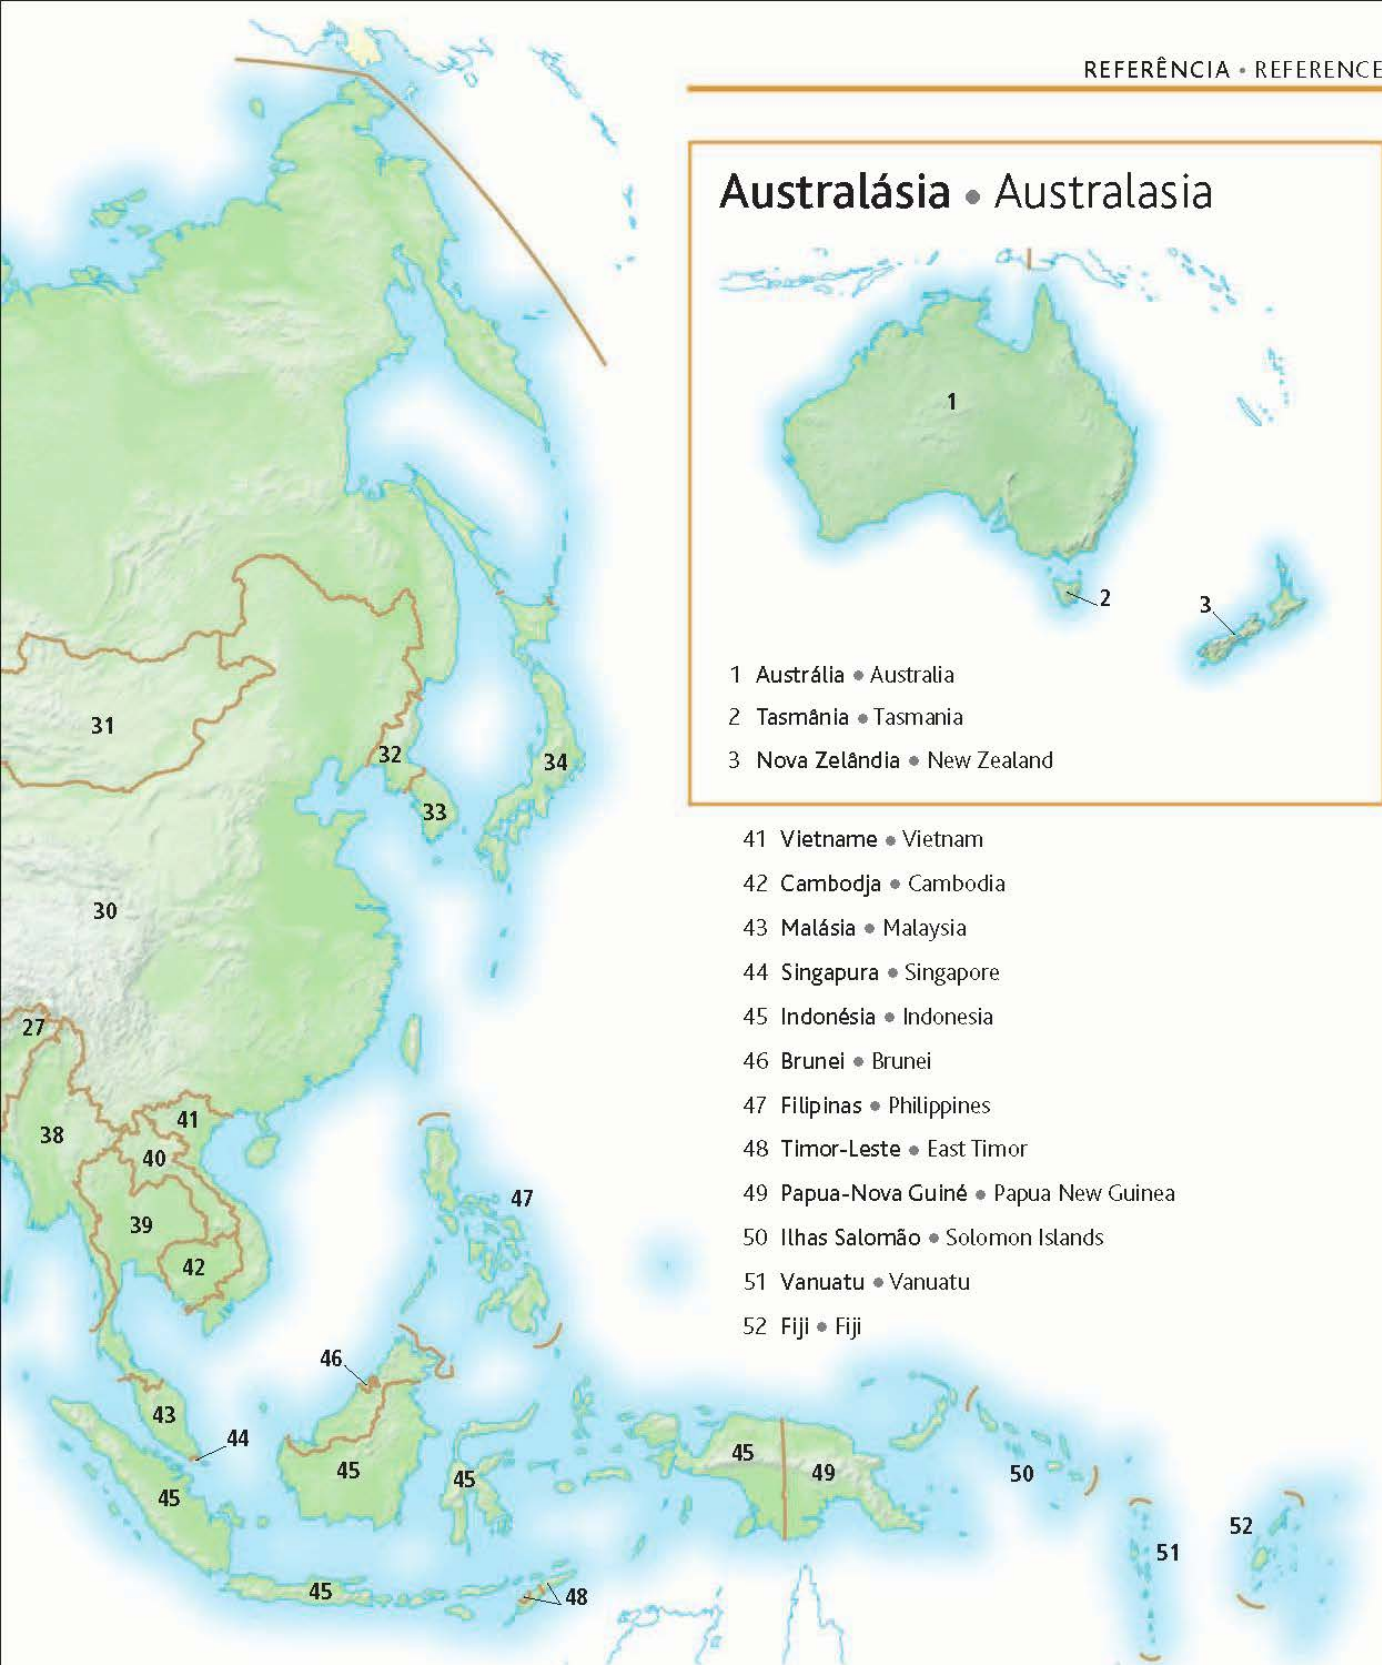 REFERÊNCIA • REFERENCE
Australásia • Australasia
1
2
3
1 Austrália • Australia
2 Tasmânia • Tasmania
3 Nova Zelândia • New Zealand
31
32
34
33
30
27
41
38
40
39
42
47
46
43
44
45
45
45
45
45
49
50
51
52
48
41 Vietname • Vietnam
42 Cambodja • Cambodia
43 Malásia • Malaysia
44 Singapura • Singapore
45 Indonésia • Indonesia
46 Brunei • Brunei
47 Filipinas • Philippines
48 Timor-Leste • East Timor
49 Papua-Nova Guiné • Papua New Guinea
50 Ilhas Salomão • Solomon Islands
51 Vanuatu • Vanuatu
52 Fiji • Fiji